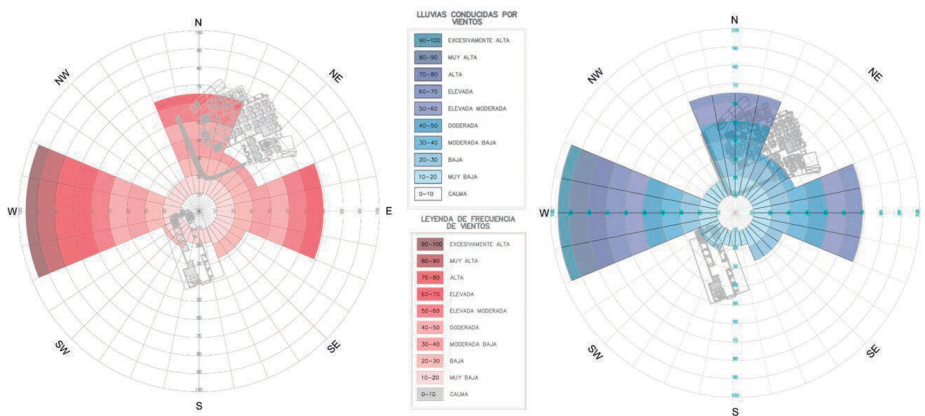 N
NE
E
SE
S
SW
W
NW
LLUVIAS CONDUCIDAS POR
VIENTOS
90-100 EXCESIVAMENTE ALTA
80-90 MUY ALTA
70-80 ALTA
60-70 ELEVADA
50-60 ELEVADA MODERADA
40-50 DODERADA
30-40 MODERADA BAJA
20-30 BAJA
10-20 MUY BAJA
0-10 CALMA
LEYENDA DE FRECUENCIA
DE VIENTOS
90-100 EXCESIVAMENTE ALTA
80-90 MUY ALTA
70-80 ALTA
60-70 ELEVADA
50-60 ELEVADA MODERADA
40-50 DODERADA
30-40 MODERADA BAJA
20-30 BAJA
10-20 MUY BAJA
0-10 CALMA
N
NE
SE
S
SW
W
NW